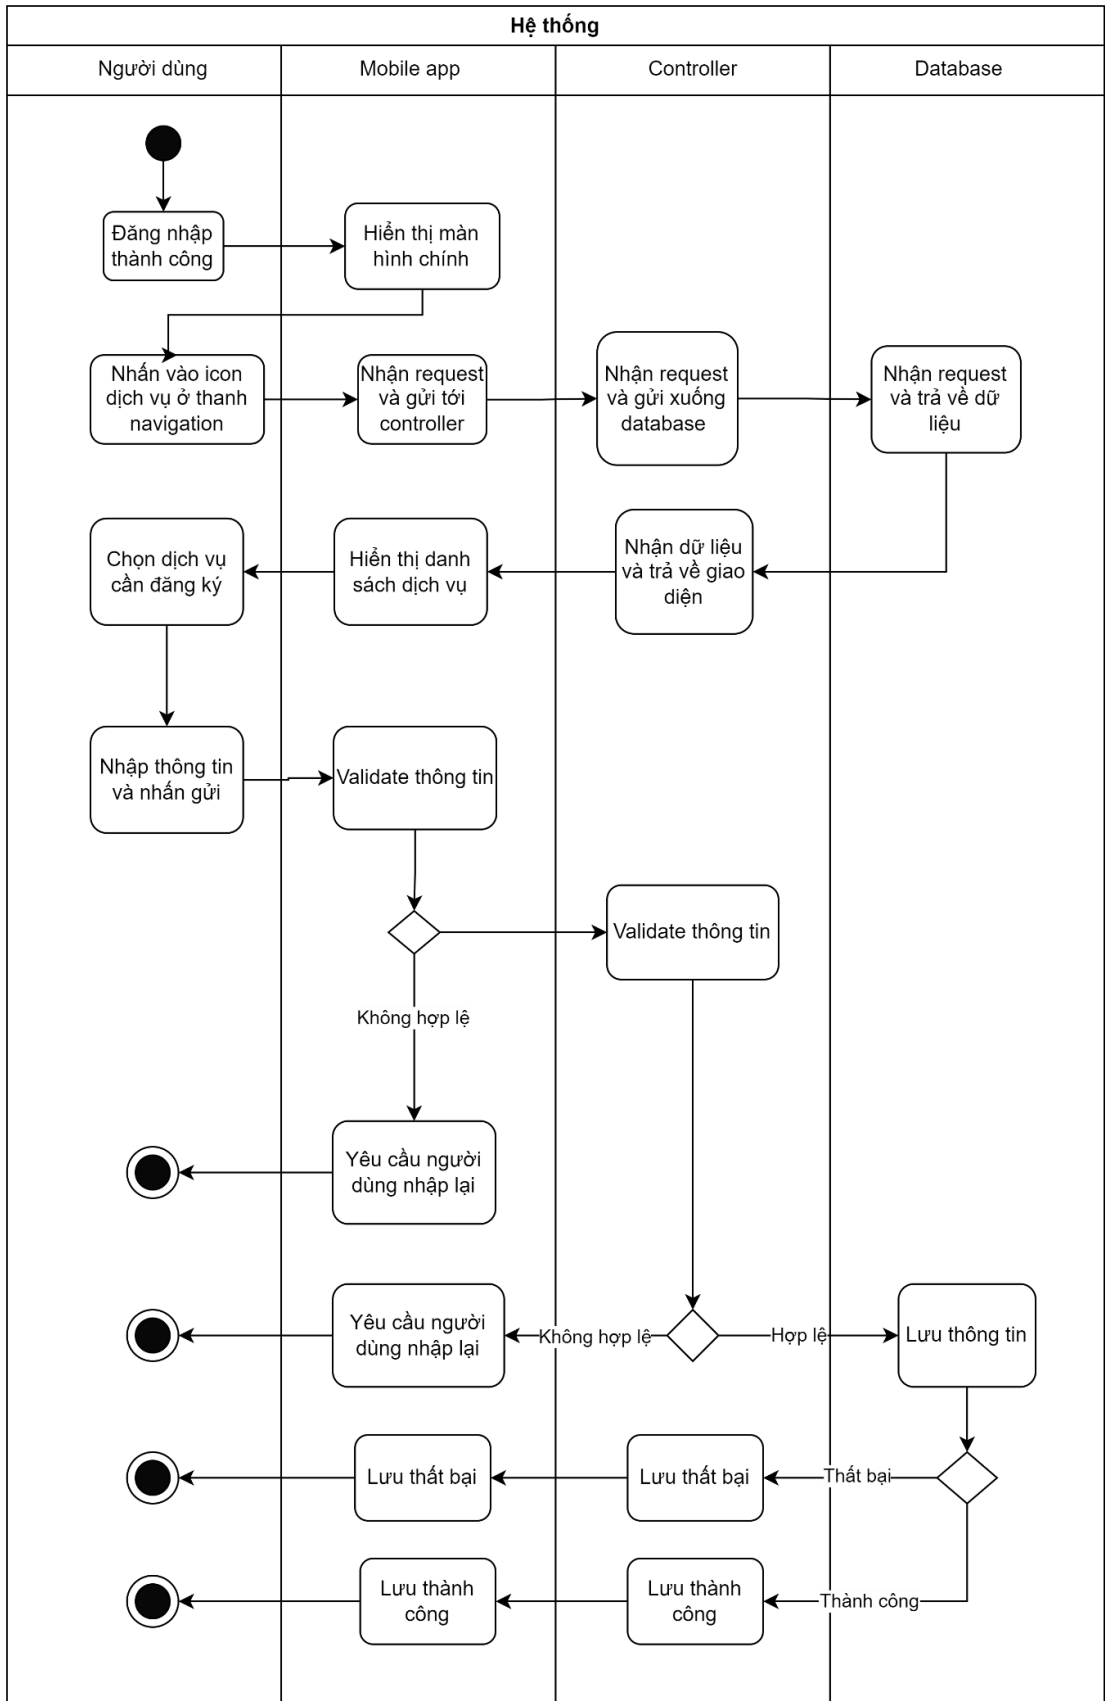 Hệ thống
Người dùng
Mobile app
Controller
Database
Đăng nhập
thành công
Hiển thị màn
hình chính
Nhấn vào icon
dịch vụ ở thanh
navigation
Nhận request
và gửi tới
controller
Nhận request
và gửi xuống
database
Nhận request
và trả về dữ
liệu
Chọn dịch vụ
cần đăng ký
Hiển thị danh
sách dịch vụ
Nhận dữ liệu
và trả về giao
diện
Nhập thông tin
và nhấn gửi
Validate thông tin
Validate thông tin
Không hợp lệ
Yêu cầu người
dùng nhập lại
Yêu cầu người
dùng nhập lại
Không hợp lệ
Hợp lệ
Lưu thông tin
Lưu thất bại
Lưu thất bại
Thất bại
Lưu thành
công
Lưu thành
công
Thành công